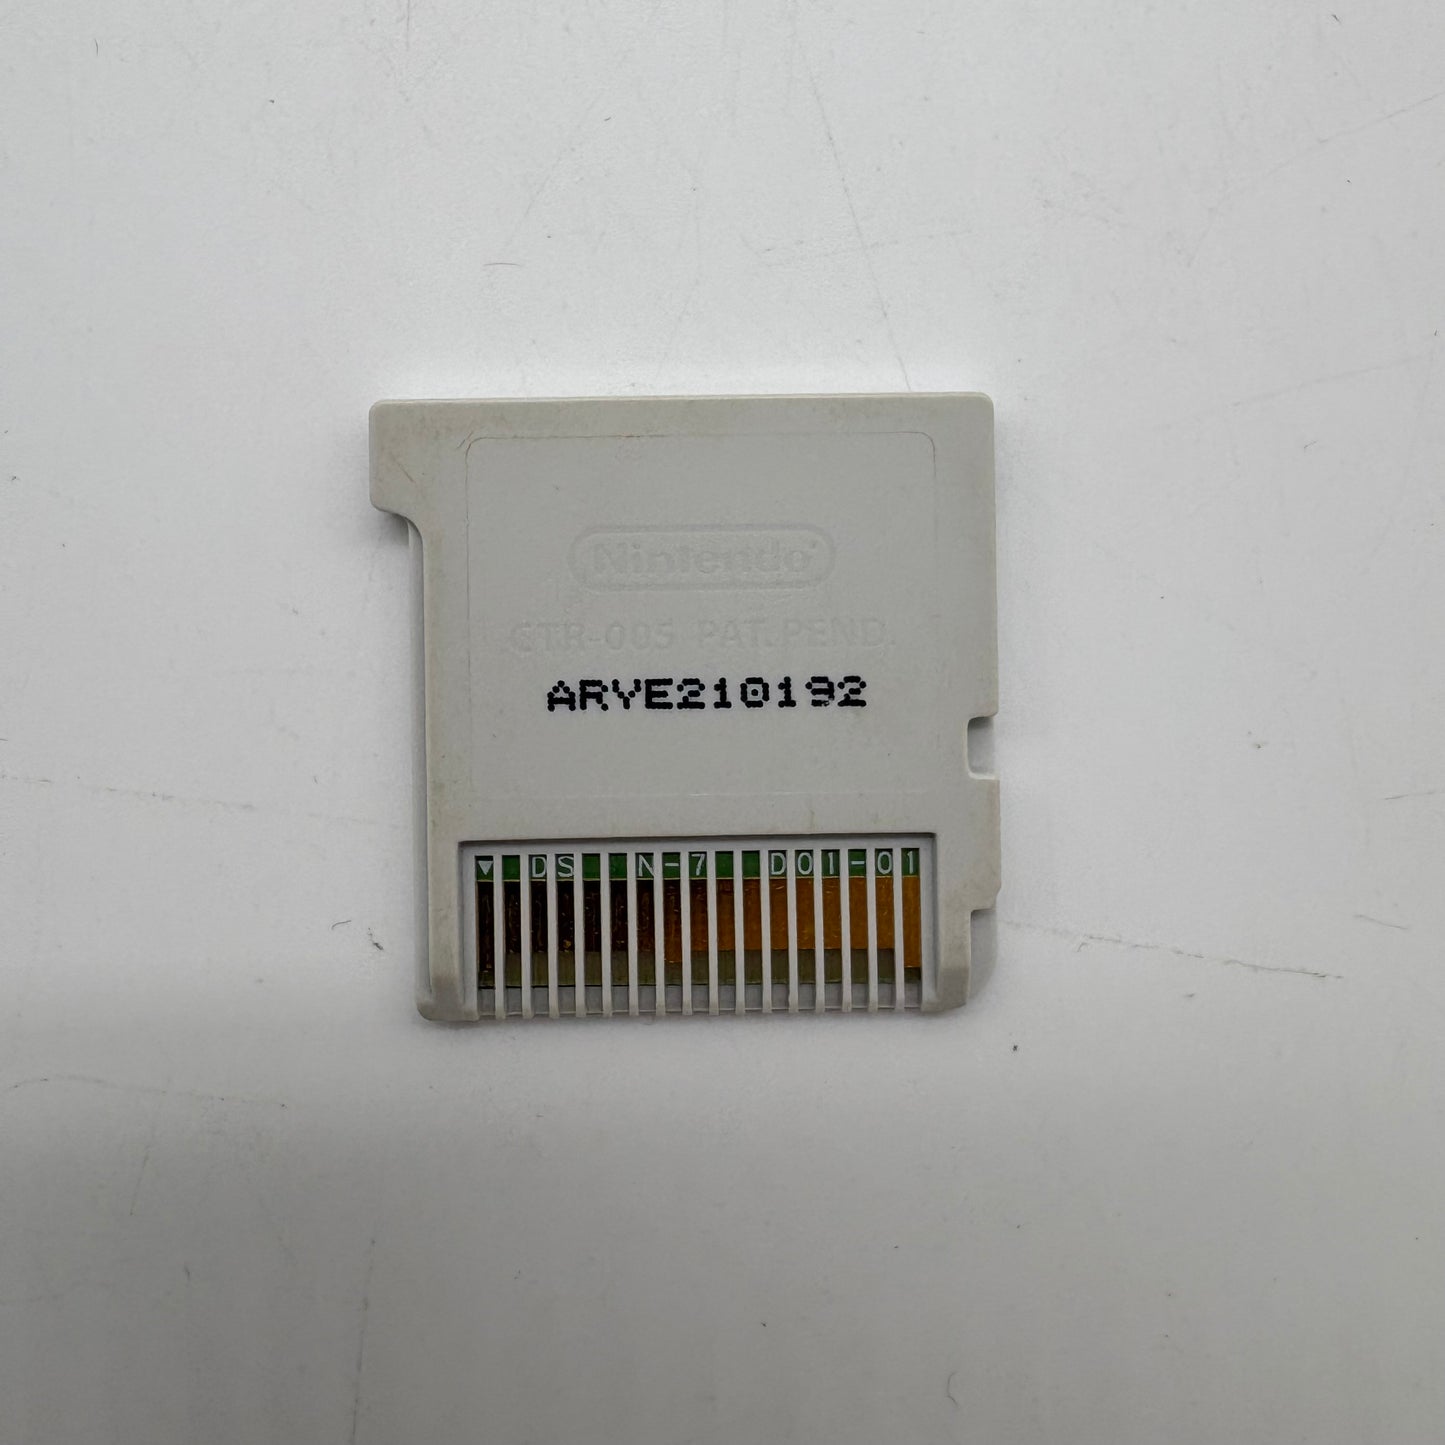 Nintendo
CTR-005 PAT. PEND.
ARYE210192
▼ DS N-7 D01-01